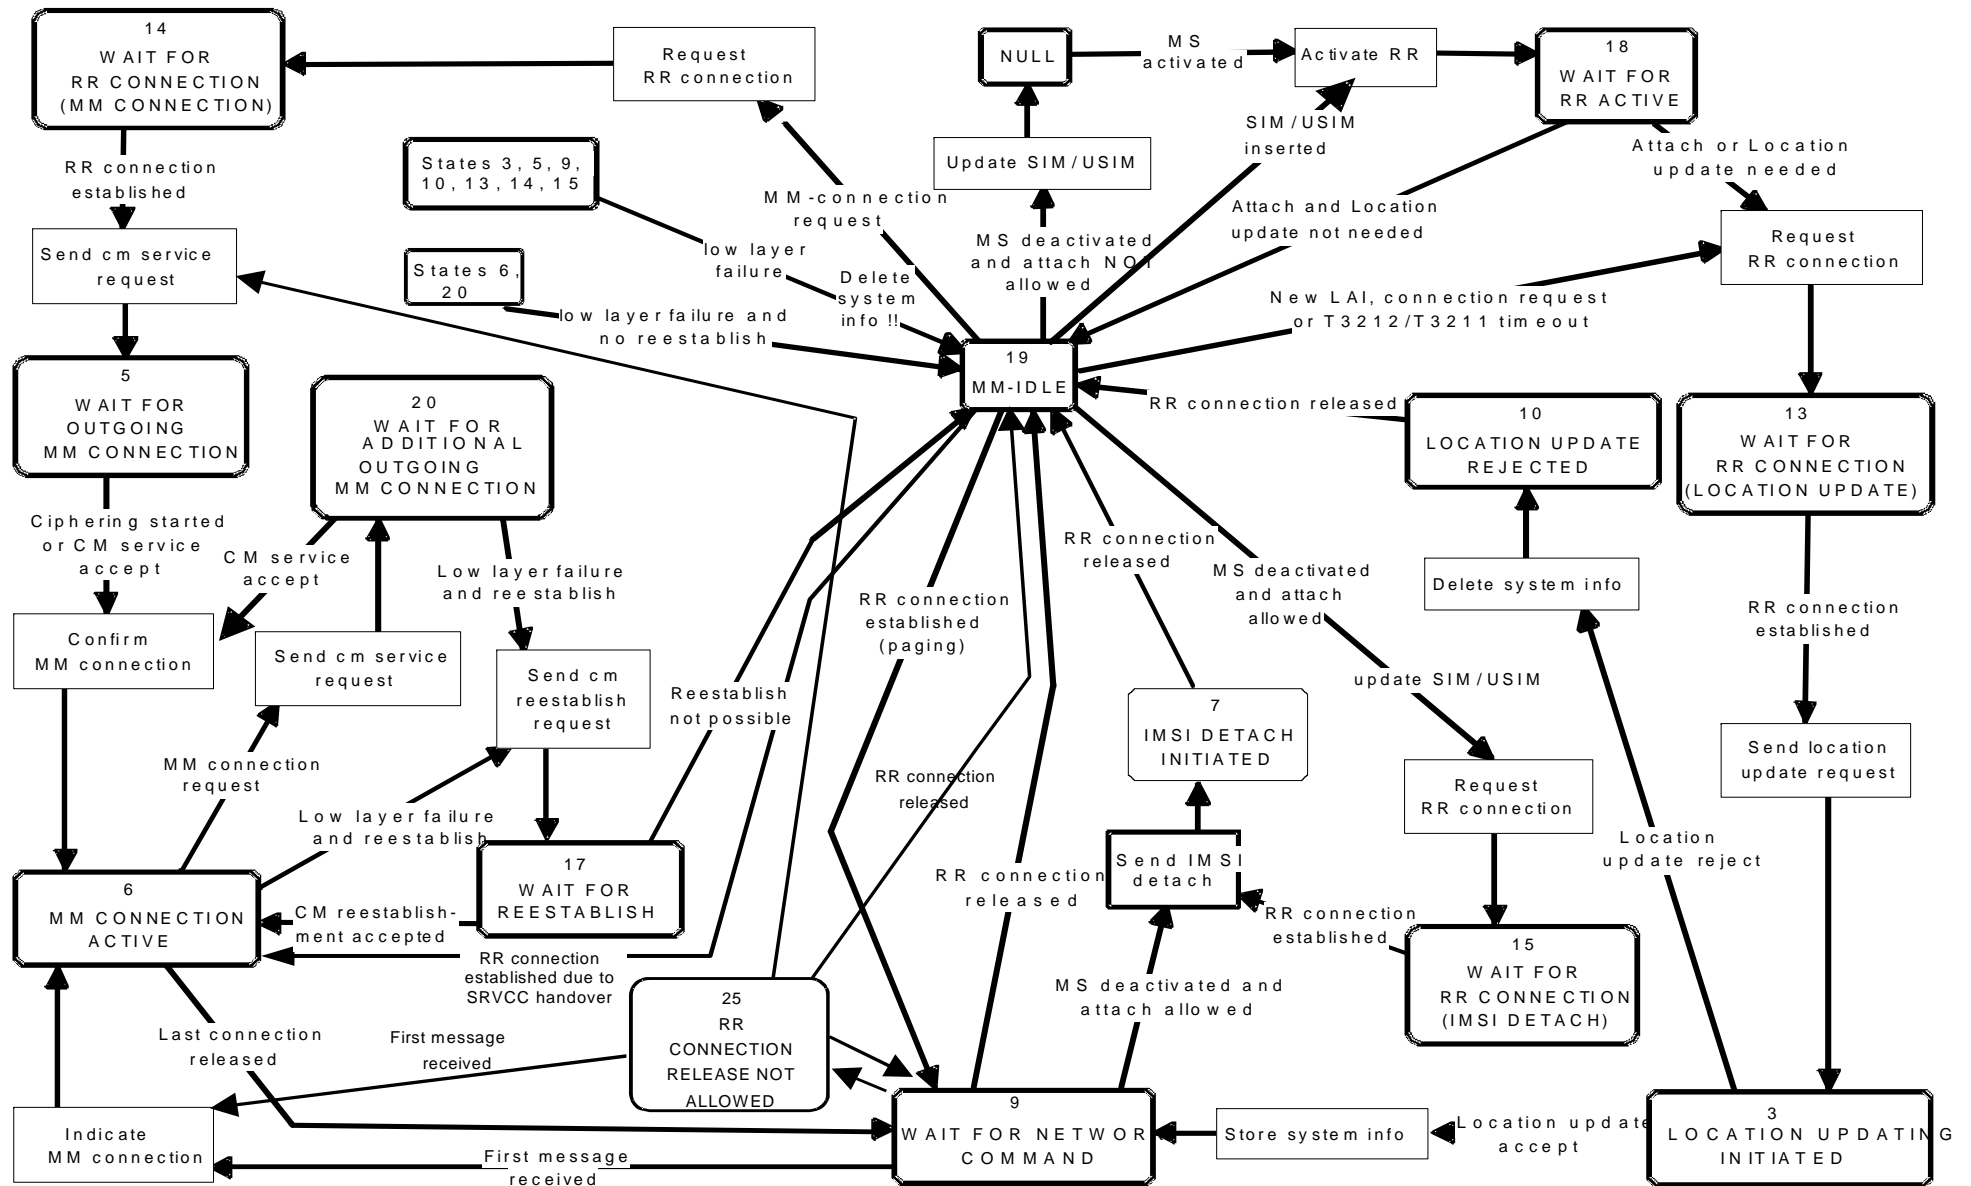 14
WAIT FOR
RR CONNECTION
(MM CONNECTION)
Request
RR connection
NULL
MS
activated
Activate RR
18
WAIT FOR
RR ACTIVE
RR connection
established
States 3, 5, 9,
10, 13, 14, 15
Update SIM/USIM
SIM/USIM
inserted
Attach or Location
update needed
MM-connection
request
Attach and Location
update not needed
Send cm service
request
low layer
failure
MS deactivated
and attach NOT
allowed
Request
RR connection
States 6,
20
Delete
system
info !!
low layer failure and
no reestablish
New LAI, connection request
or T3212/T3211 timeout
19
MM-IDLE
5
WAIT FOR
OUTGOING
MM CONNECTION
20
WAIT FOR
ADDITIONAL
OUTGOING
MM CONNECTION
RR connection released
10
LOCATION UPDATE
REJECTED
13
WAIT FOR
RR CONNECTION
(LOCATION UPDATE)
Ciphering started
or CM service
accept
CM service
accept
Low layer failure
and reestablish
RR connection
released
MS deactivated
and attach
allowed
Delete system info
RR connection
established
(paging)
RR connection
established
Confirm
MM connection
Send cm service
request
Send cm
reestablish
request
Reestablish
not possible
update SIM/USIM
7
IMSI DETACH
INITIATED
Send location
update request
MM connection
request
RR connection
released
Request
RR connection
Low layer failure
and reestablish
Location
update reject
17
WAIT FOR
REESTABLISH
Send IMSI
detach
RR connection
released
6
MM CONNECTION
ACTIVE
CM reestablish-
ment accepted
RR connection
established
15
WAIT FOR
RR CONNECTION
(IMSI DETACH)
RR connection
established due to
SRVCC handover
MS deactivated and
attach allowed
25
RR
CONNECTION
RELEASE NOT
ALLOWED
Last connection
released
First message
received
9
WAIT FOR NETWOR
COMMAND
Store system info
Location update
accept
3
LOCATION UPDATING
INITIATED
Indicate
MM connection
First message
received